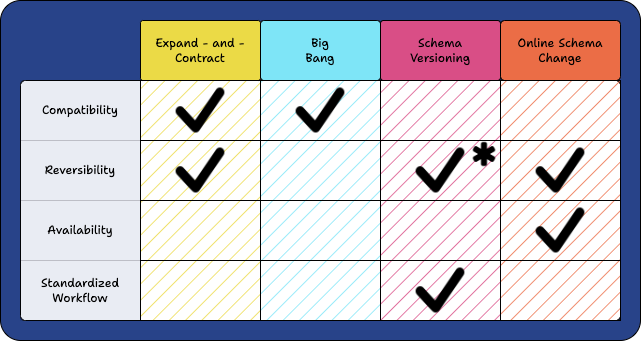 Expand - and -
Contract
Big
Bang
Schema
Versioning
Online Schema
Change
Compatibility
Reversibility
*
Availability
Standardized
Workflow